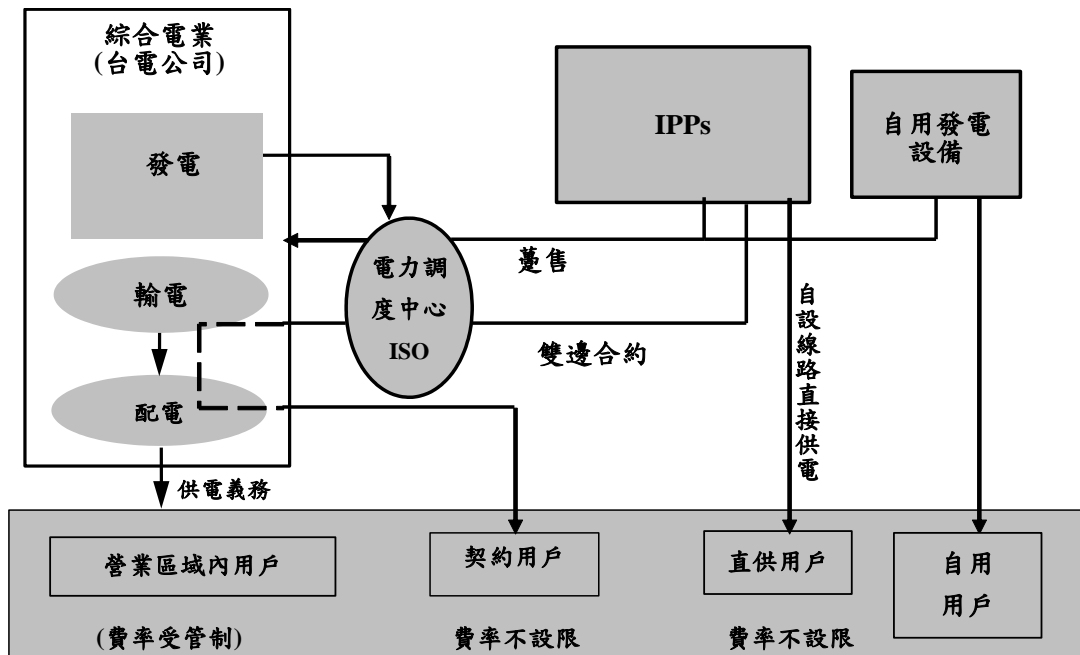 綜合電業
(台電公司)
發電
輸電
配電
供電義務
電力調
度中心
ISO
IPPs
自用發電
設備
躉售
雙邊合約
自設線路直接供電
營業區域內用戶
(費率受管制)
契約用戶
費率不設限
直供用戶
費率不設限
自用
用戶